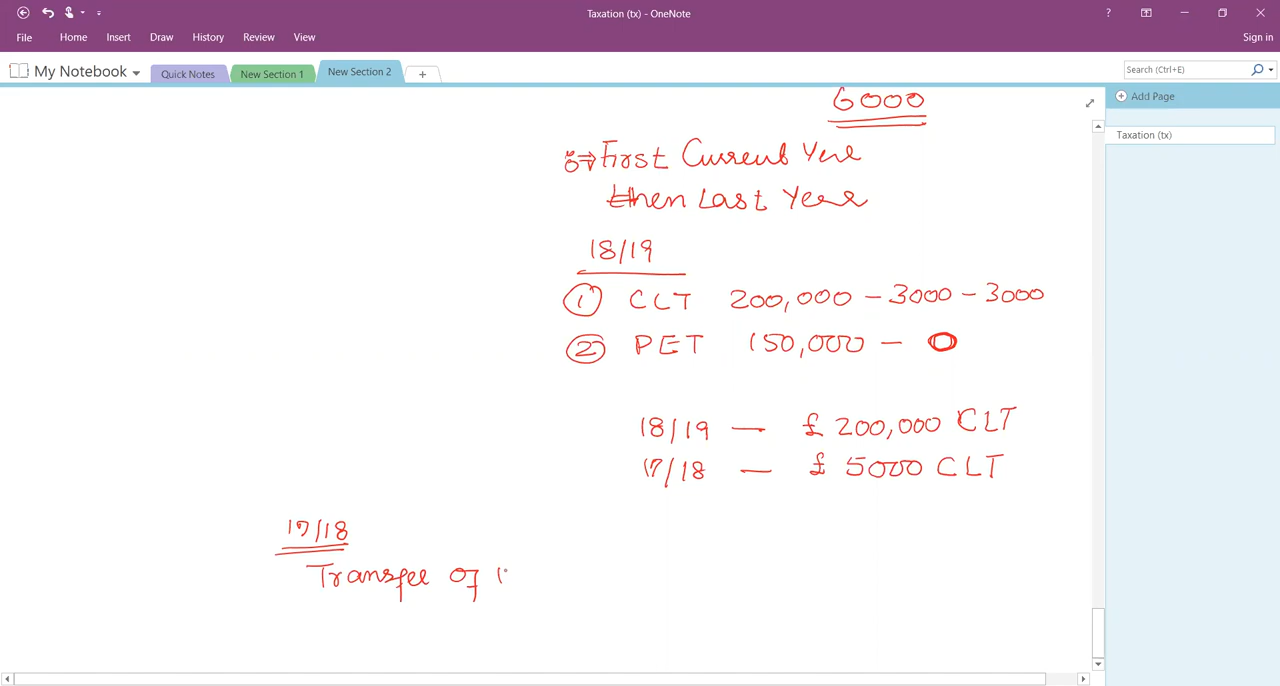 Taxation (tx) - OneNote
File Home Insert Draw History Review View
Sign in
My Notebook
Quick Notes
New Section 1
New Section 2
Search (Ctrl+E)
Add Page
Taxation (tx)
6000
First Current Year
then Last Year
18/19
1 CLT 200,000 - 3000 - 3000
2 PET 150,000 - 0
18/19 — £ 200,000 CLT
17/18 — £ 5000 CLT
17/18
Transfer of